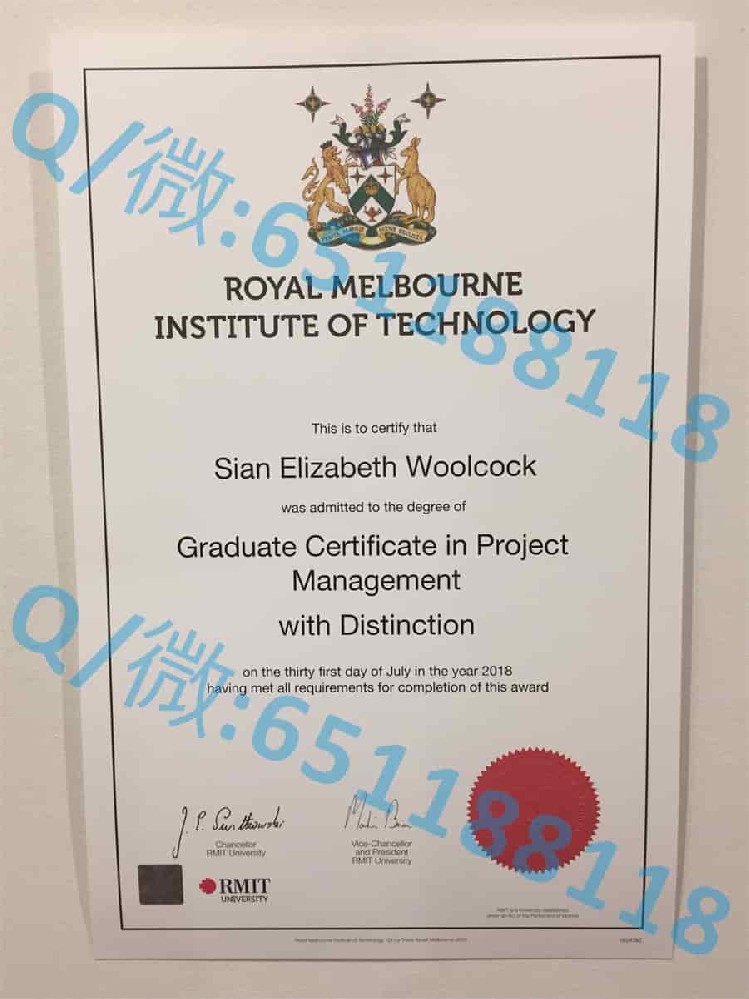 ROYAL MELBOURNE
INSTITUTE OF TECHNOLOGY
This is to certify that
Sian Elizabeth Woolcock
was admitted to the degree of
Graduate Certificate in Project
Management
with Distinction
on the thirty first day of July in the year 2018
having met all requirements for completion of this award
Chancellor
RMIT University
Vice-Chancellor
and President
RMIT University
RMIT
UNIVERSITY
Q/微:651188118
Q/微:651188118